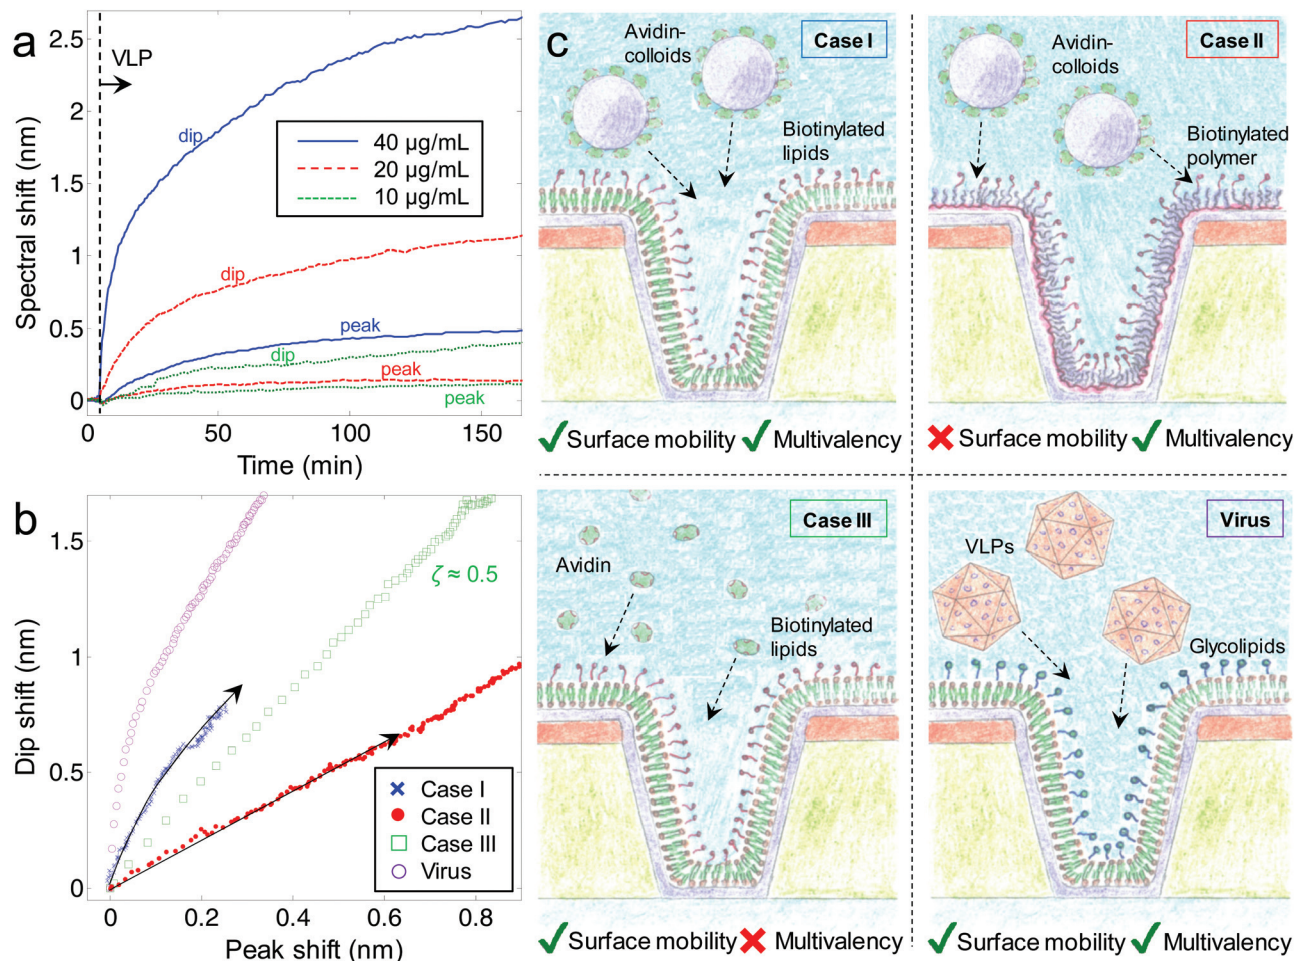 a
VLP
dip
dip
peak
dip
peak
peak
40 µg/mL
20 µg/mL
10 µg/mL
Spectral shift (nm)
2.5
2
1.5
1
0.5
0
0
50
100
150
Time (min)
b
ζ ≈ 0.5
Case I
Case II
Case III
Virus
Dip shift (nm)
1.5
1
0.5
0
0
0.2
0.4
0.6
0.8
Peak shift (nm)
c
Case I
Avidin-
colloids
Biotinylated
lipids
Surface mobility
Multivalency
Case II
Avidin-
colloids
Biotinylated
polymer
Surface mobility
Multivalency
Case III
Avidin
Biotinylated
lipids
Surface mobility
Multivalency
Virus
VLPs
Glycolipids
Surface mobility
Multivalency